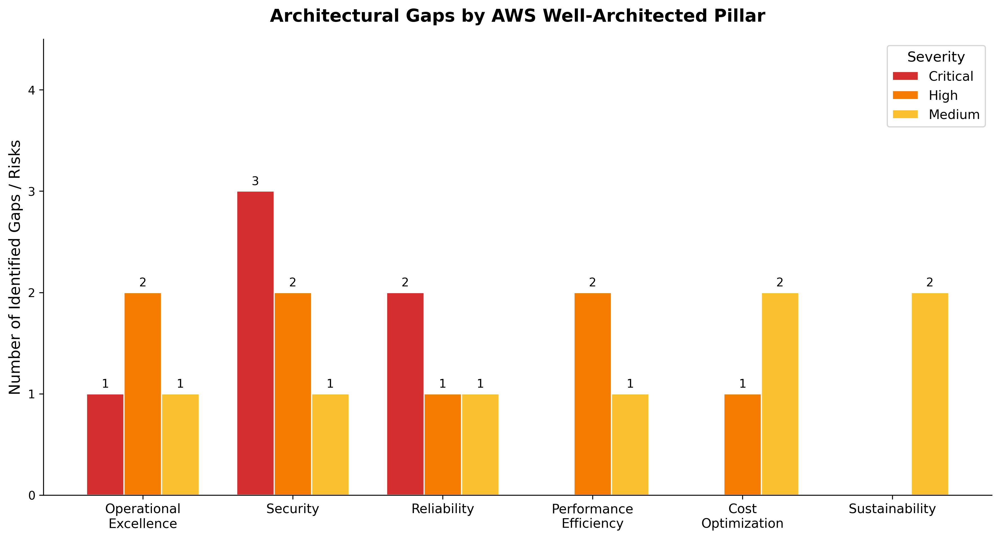 Architectural Gaps by AWS Well-Architected Pillar
Number of Identified Gaps / Risks
4
3
2
1
0
Severity
Critical
High
Medium
1
2
1
3
2
1
2
1
1
2
1
1
2
2
Operational
Excellence
Security
Reliability
Performance
Efficiency
Cost
Optimization
Sustainability